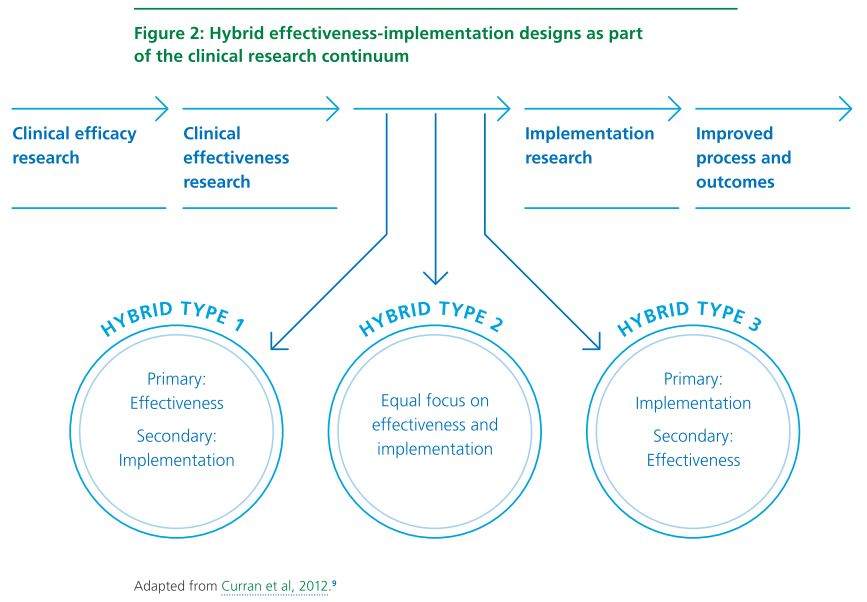 Figure 2: Hybrid effectiveness-implementation designs as part
of the clinical research continuum
Clinical efficacy
research
Clinical
effectiveness
research
Implementation
research
Improved
process and
outcomes
HYBRID TYPE 1
Primary:
Effectiveness
Secondary:
Implementation
HYBRID TYPE 2
Equal focus on
effectiveness and
implementation
HYBRID TYPE 3
Primary:
Implementation
Secondary:
Effectiveness
Adapted from Curran et al, 2012.⁹